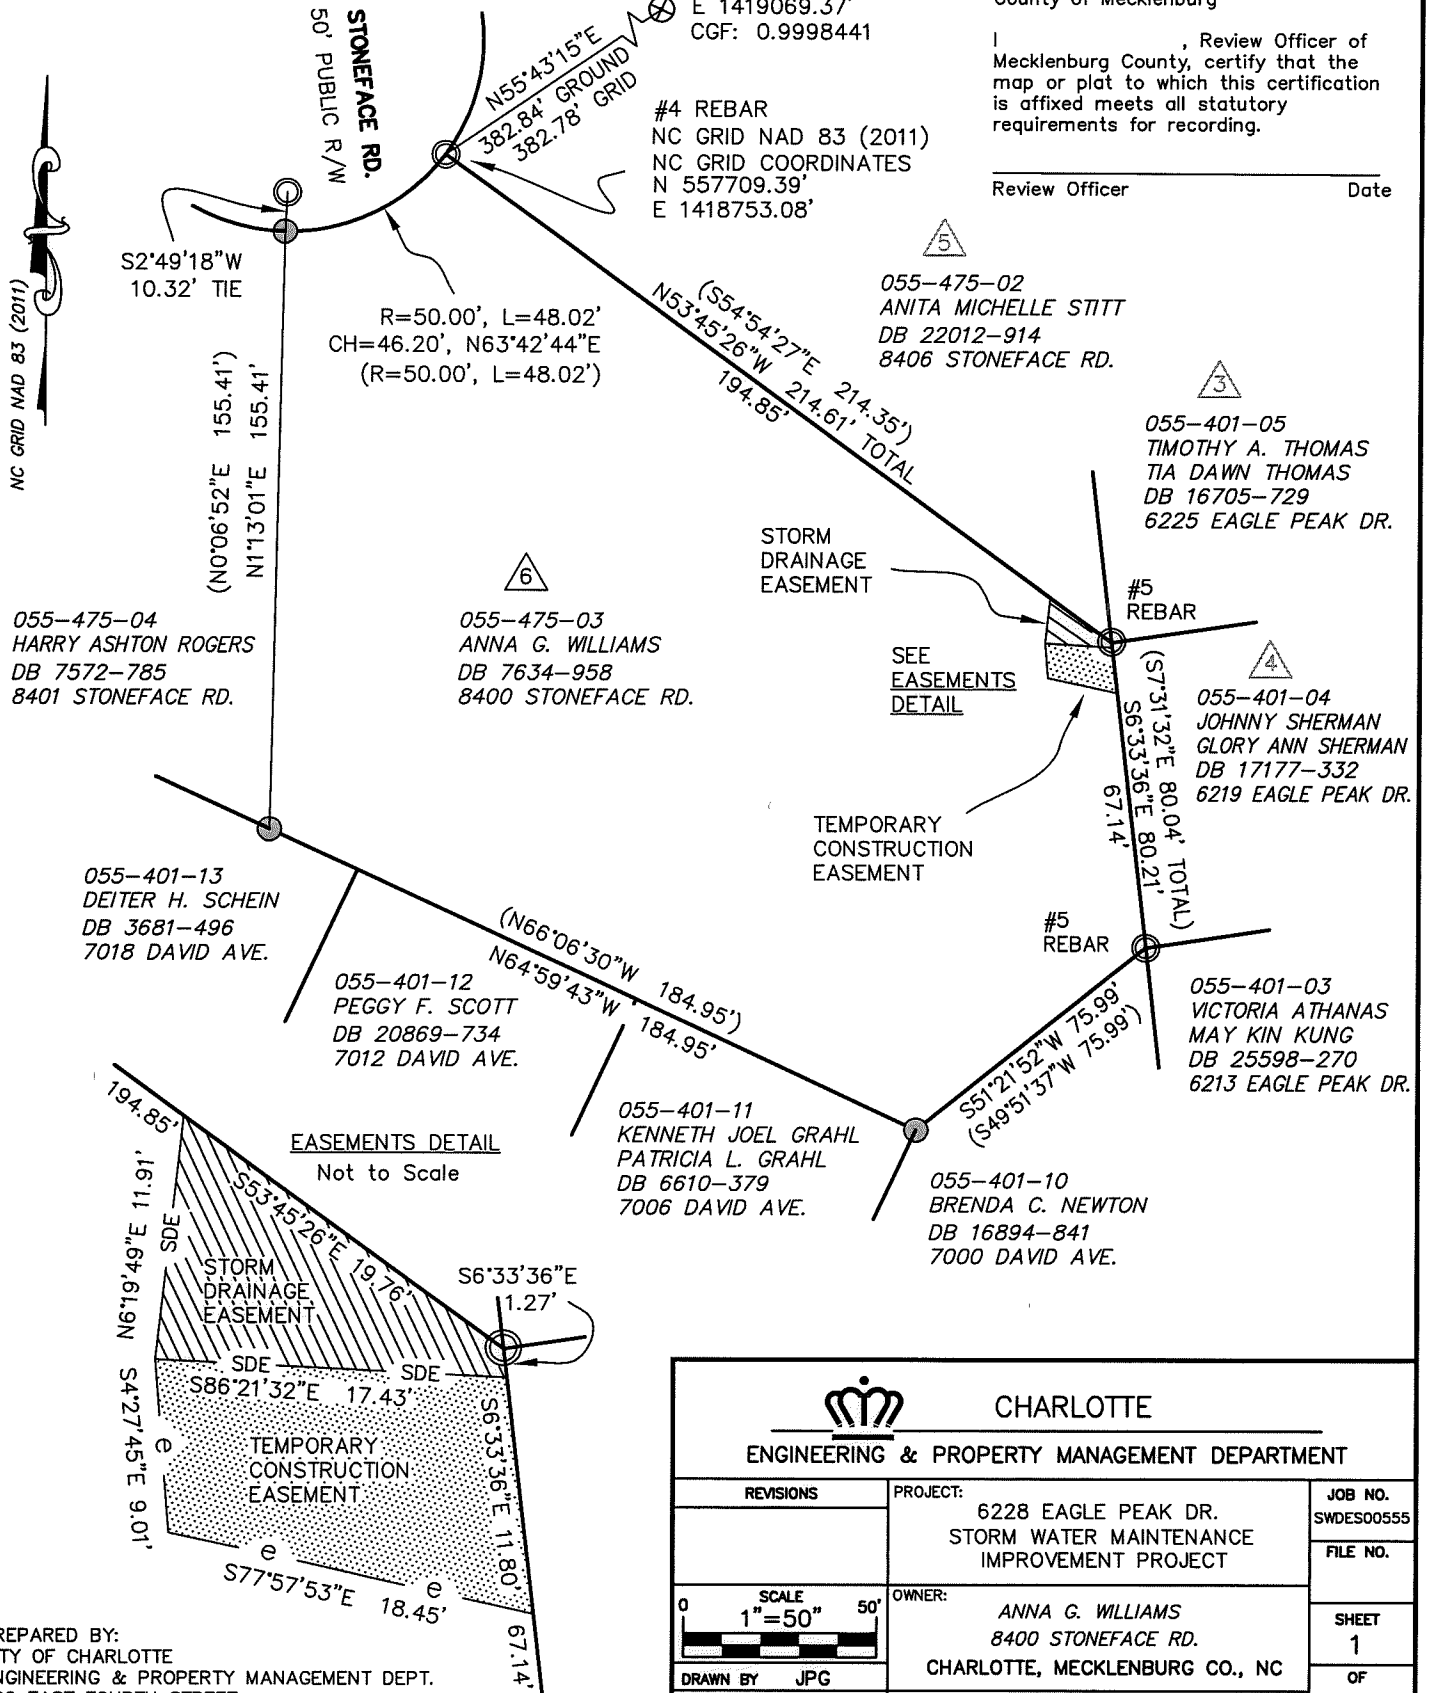 STONEFACE RD.
50' PUBLIC R/W
N55°43'15"E
382.84' GROUND
382.78' GRID
E 1419069.37'
CGF: 0.9998441
County of Mecklenburg
I , Review Officer of
Mecklenburg County, certify that the
map or plat to which this certification
is affixed meets all statutory
requirements for recording.
Review Officer Date
#4 REBAR
NC GRID NAD 83 (2011)
NC GRID COORDINATES
N 557709.39'
E 1418753.08'
NC GRID NAD 83 (2011)
S2°49'18"W
10.32' TIE
R=50.00', L=48.02'
CH=46.20', N63°42'44"E
(R=50.00', L=48.02')
(N0°06'52"E 155.41')
N1°13'01"E 155.41'
(S54°54'27"E 214.35')
N53°45'26"W 214.61' TOTAL
194.85'
5
055-475-02
ANITA MICHELLE STITT
DB 22012-914
8406 STONEFACE RD.
3
055-401-05
TIMOTHY A. THOMAS
TIA DAWN THOMAS
DB 16705-729
6225 EAGLE PEAK DR.
STORM
DRAINAGE
EASEMENT
#5
REBAR
6
055-475-03
ANNA G. WILLIAMS
DB 7634-958
8400 STONEFACE RD.
055-475-04
HARRY ASHTON ROGERS
DB 7572-785
8401 STONEFACE RD.
SEE
EASEMENTS
DETAIL
4
055-401-04
JOHNNY SHERMAN
GLORY ANN SHERMAN
DB 17177-332
6219 EAGLE PEAK DR.
(S7°31'32"E 80.04' TOTAL)
S6°33'36"E 80.21'
67.14'
TEMPORARY
CONSTRUCTION
EASEMENT
055-401-13
DEITER H. SCHEIN
DB 3681-496
7018 DAVID AVE.
(N66°06'30"W 184.95')
N64°59'43"W 184.95'
#5
REBAR
055-401-12
PEGGY F. SCOTT
DB 20869-734
7012 DAVID AVE.
S51°21'52"W 75.99'
(S49°51'37"W 75.99')
055-401-03
VICTORIA ATHANAS
MAY KIN KUNG
DB 25598-270
6213 EAGLE PEAK DR.
055-401-11
KENNETH JOEL GRAHL
PATRICIA L. GRAHL
DB 6610-379
7006 DAVID AVE.
055-401-10
BRENDA C. NEWTON
DB 16894-841
7000 DAVID AVE.
EASEMENTS DETAIL
Not to Scale
194.85'
S53°45'26"E 19.76'
N6°19'49"E 11.91'
SDE
STORM
DRAINAGE
EASEMENT
S6°33'36"E
1.27'
SDE SDE
S86°21'32"E 17.43'
S4°27'45"E 9.01'
e
TEMPORARY
CONSTRUCTION
EASEMENT
S6°33'36"E 11.80'
e e
S77°57'53"E 18.45'
67.14'
REPARED BY:
TY OF CHARLOTTE
NGINEERING & PROPERTY MANAGEMENT DEPT.
CHARLOTTE
ENGINEERING & PROPERTY MANAGEMENT DEPARTMENT
REVISIONS
PROJECT:
6228 EAGLE PEAK DR.
STORM WATER MAINTENANCE
IMPROVEMENT PROJECT
JOB NO.
SWDES00555
FILE NO.
0 SCALE 50'
1"=50"
OWNER:
ANNA G. WILLIAMS
8400 STONEFACE RD.
CHARLOTTE, MECKLENBURG CO., NC
SHEET
1
OF
DRAWN BY JPG